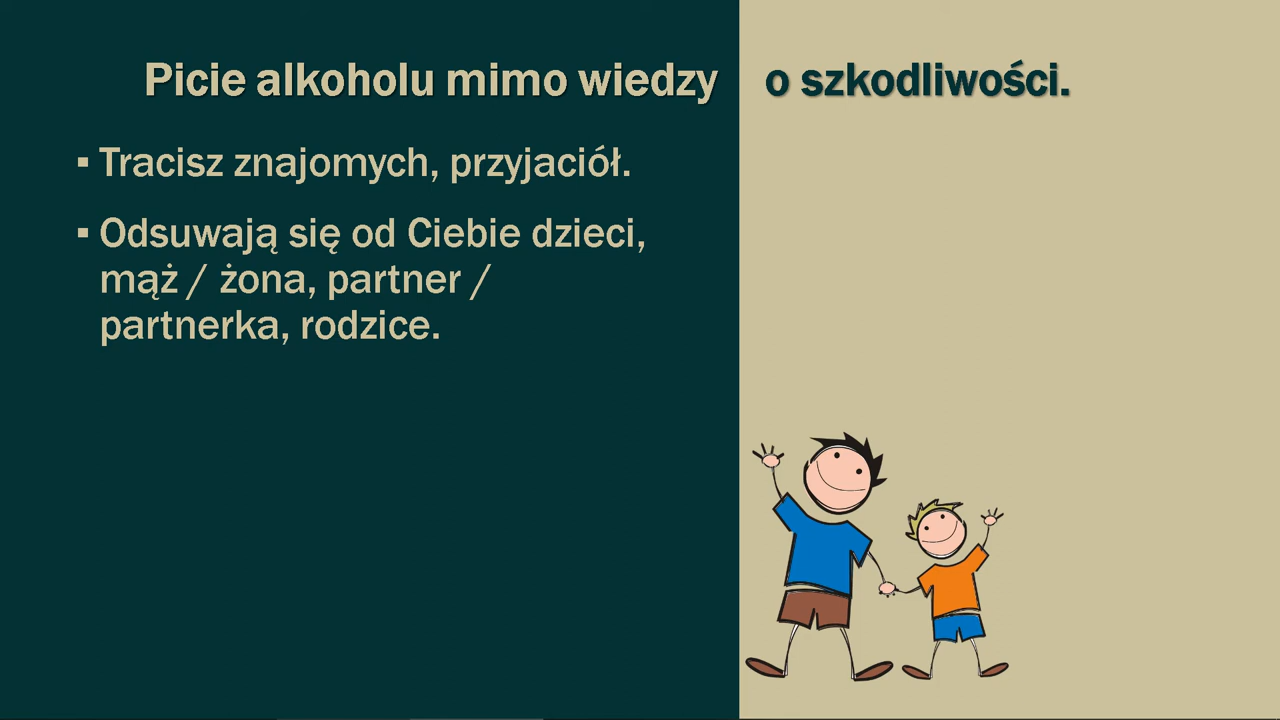 Picie alkoholu mimo wiedzy o szkodliwości.
▪ Tracisz znajomych, przyjaciół.
▪ Odsuwają się od Ciebie dzieci,
mąż / żona, partner /
partnerka, rodzice.